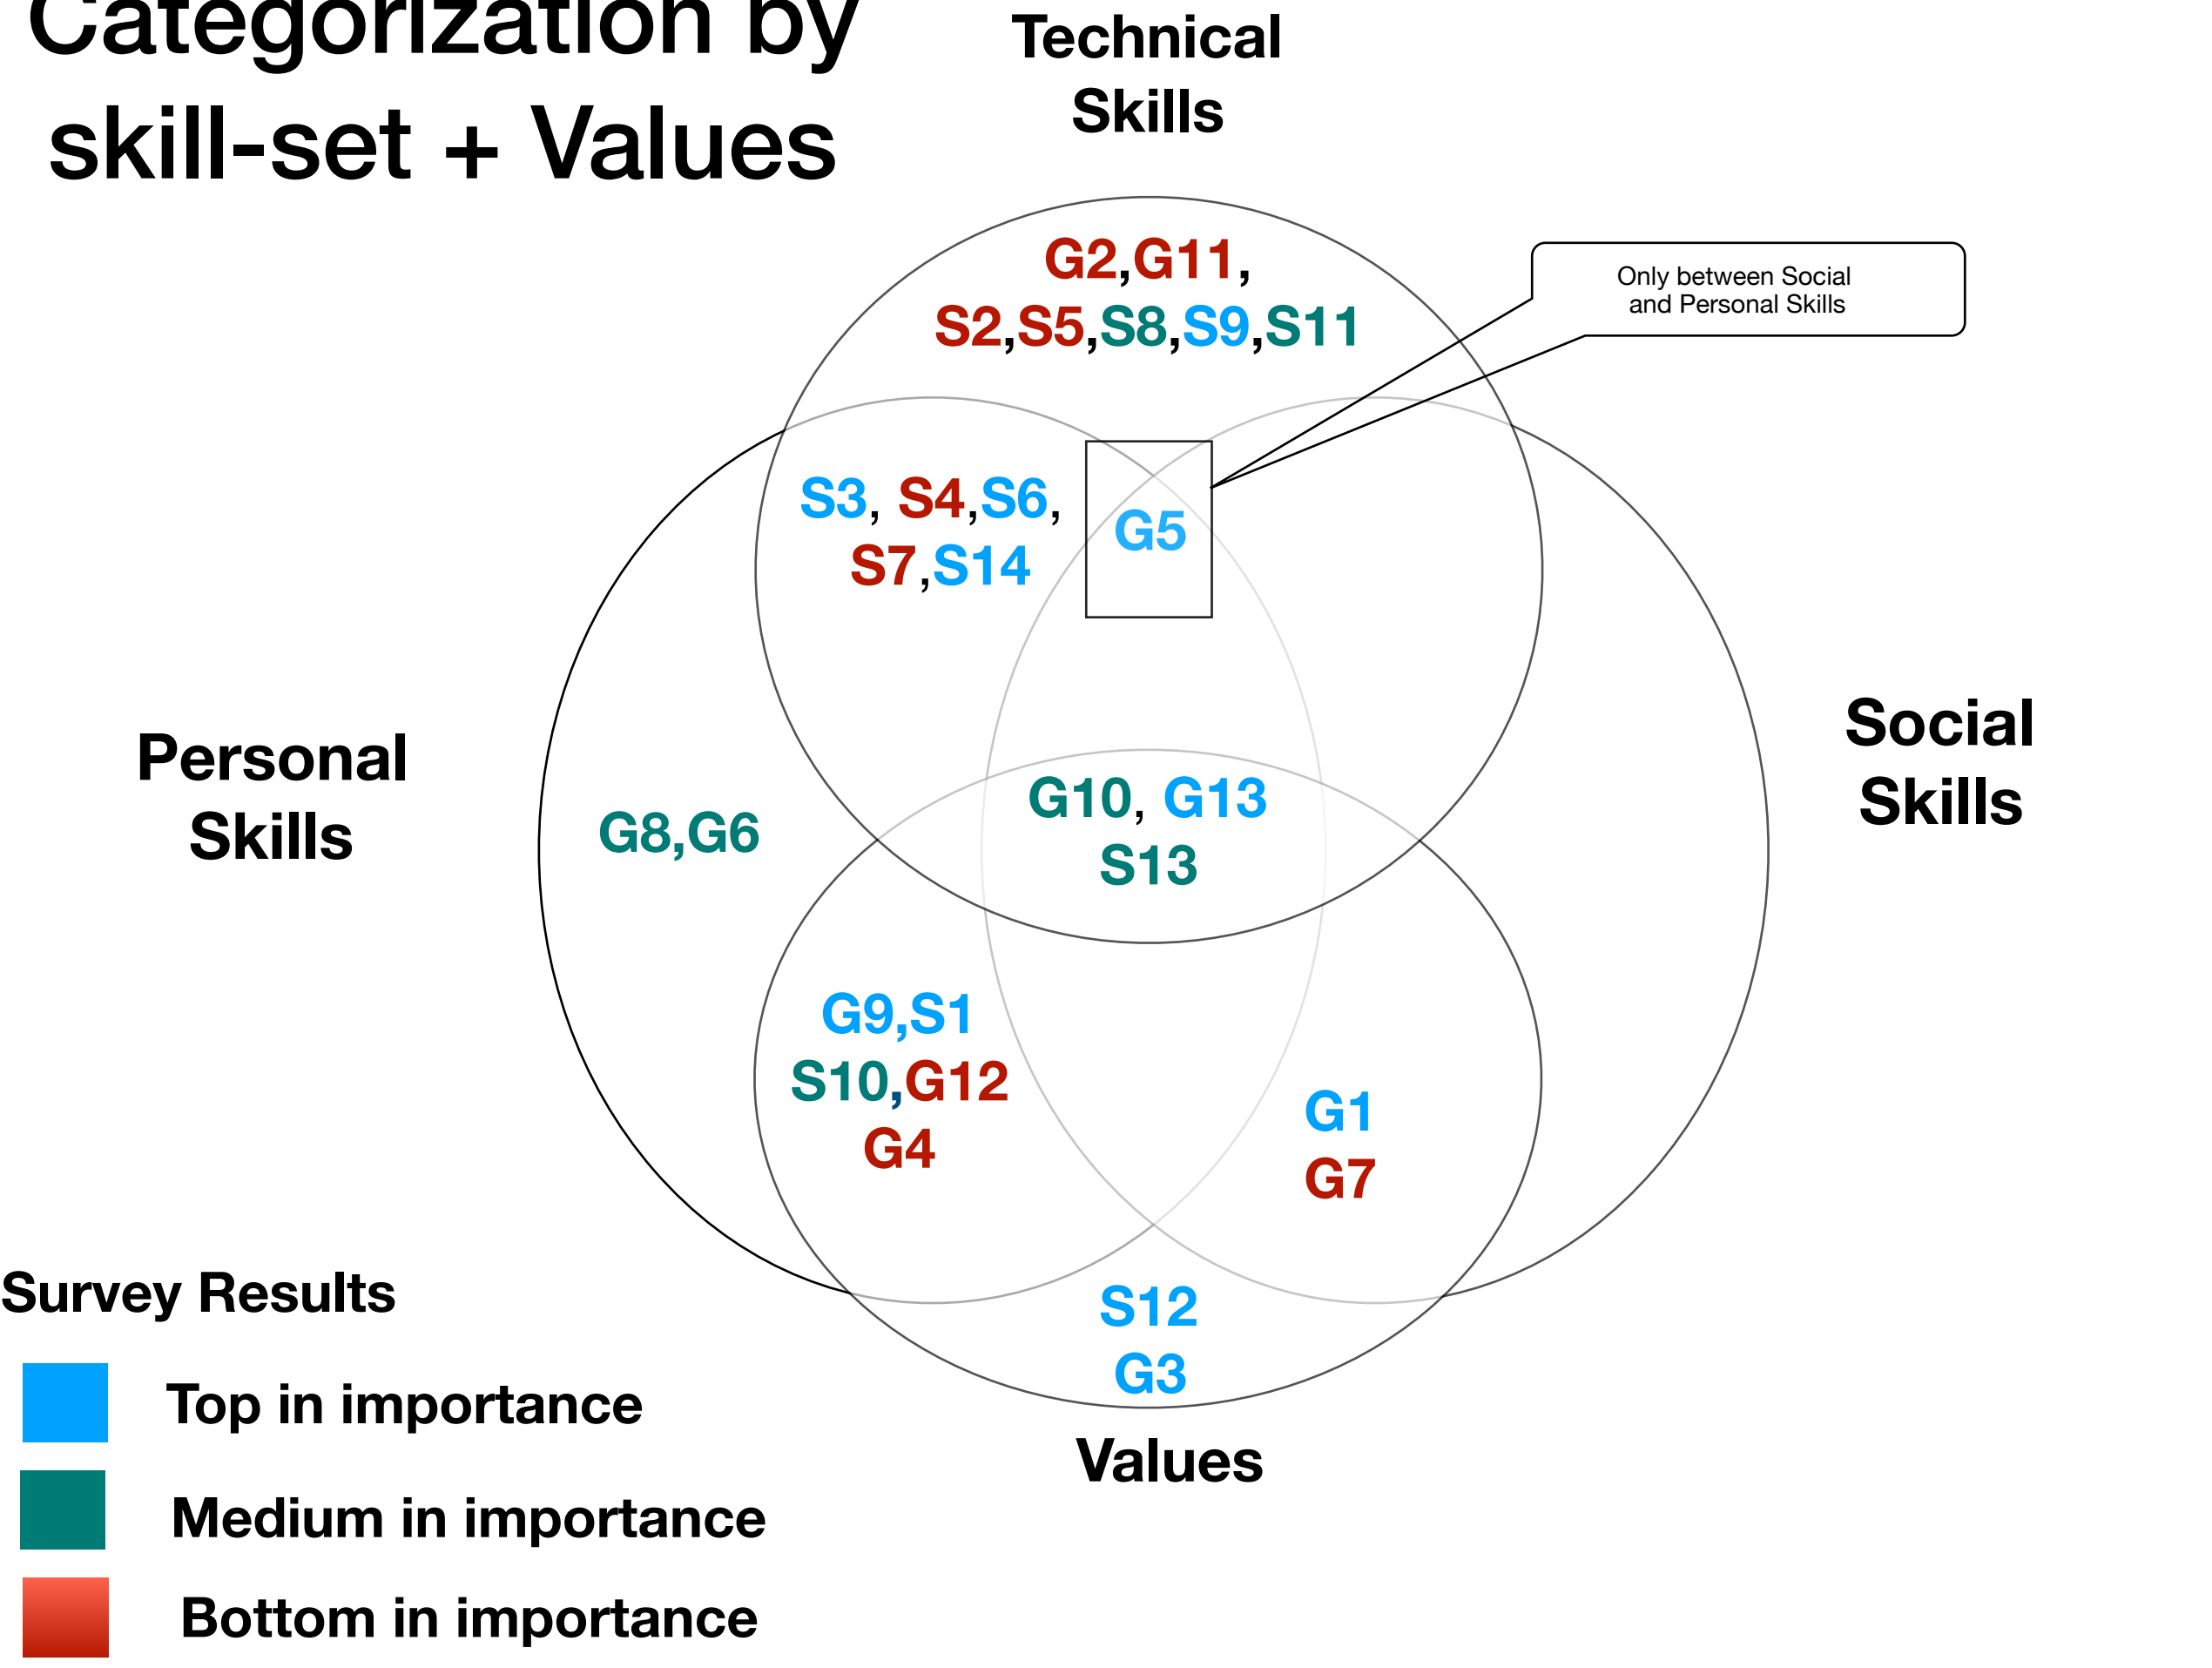 Categorization by
skill-set + Values
Technical
Skills
G2,G11,
S2,S5,S8,S9,S11
Only between Social
and Personal Skills
S3, S4,S6,
S7,S14
G5
Personal
Skills
Social
Skills
G8,G6
G10, G13
S13
G9,S1
S10,G12
G4
G1
G7
S12
G3
Values
Survey Results
Top in importance
Medium in importance
Bottom in importance